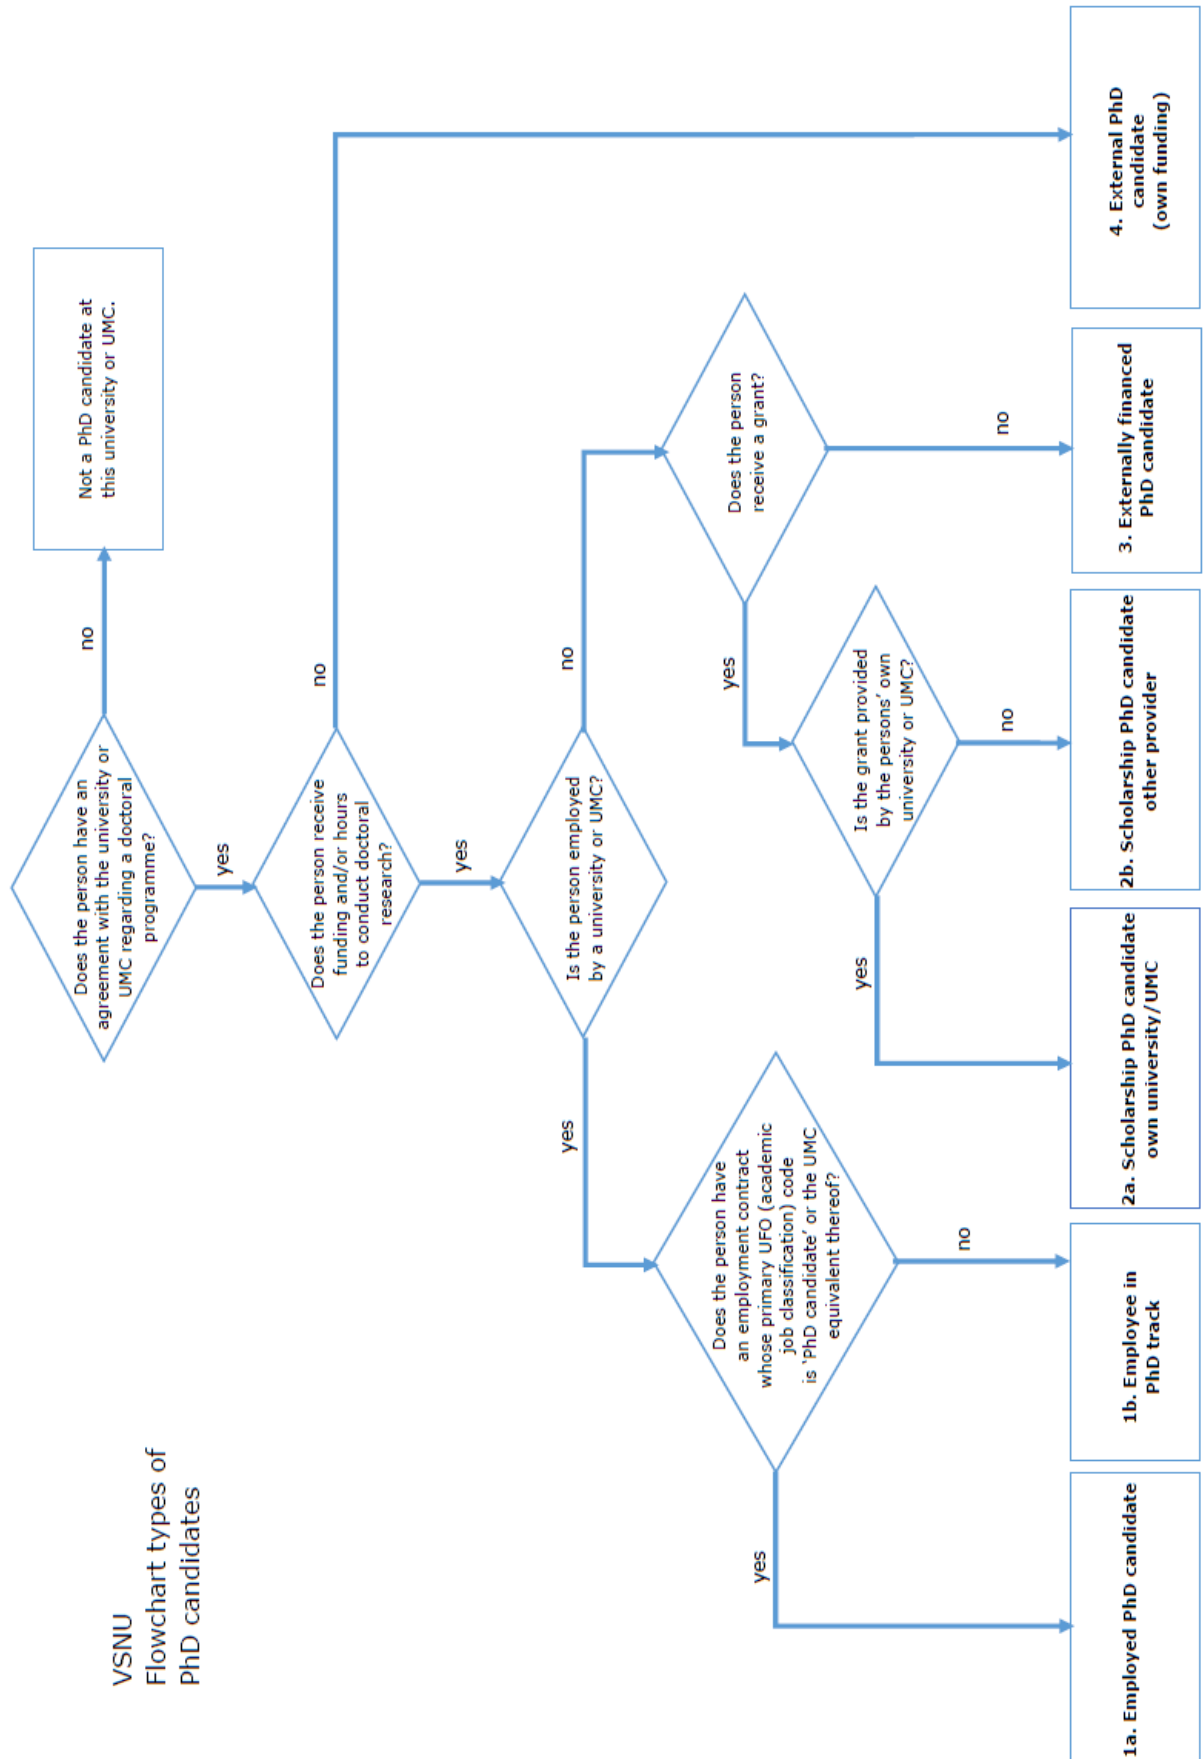 VSNU
Flowchart types of
PhD candidates
Does the person have an
agreement with the university or
UMC regarding a doctoral
programme?
no
Not a PhD candidate at
this university or UMC.
yes
Does the person receive
funding and/or hours
to conduct doctoral
research?
no
yes
Is the person employed
by a university or UMC?
yes
no
Does the person have
an employment contract
whose primary UFO (academic
job classification) code
is ‘PhD candidate’ or the UMC
equivalent thereof?
yes
no
Does the person
receive a grant?
yes
no
Is the grant provided
by the persons’ own
university or UMC?
yes
no
1a. Employed PhD candidate
1b. Employee in
PhD track
2a. Scholarship PhD candidate
own university/UMC
2b. Scholarship PhD candidate
other provider
3. Externally financed
PhD candidate
4. External PhD
candidate
(own funding)